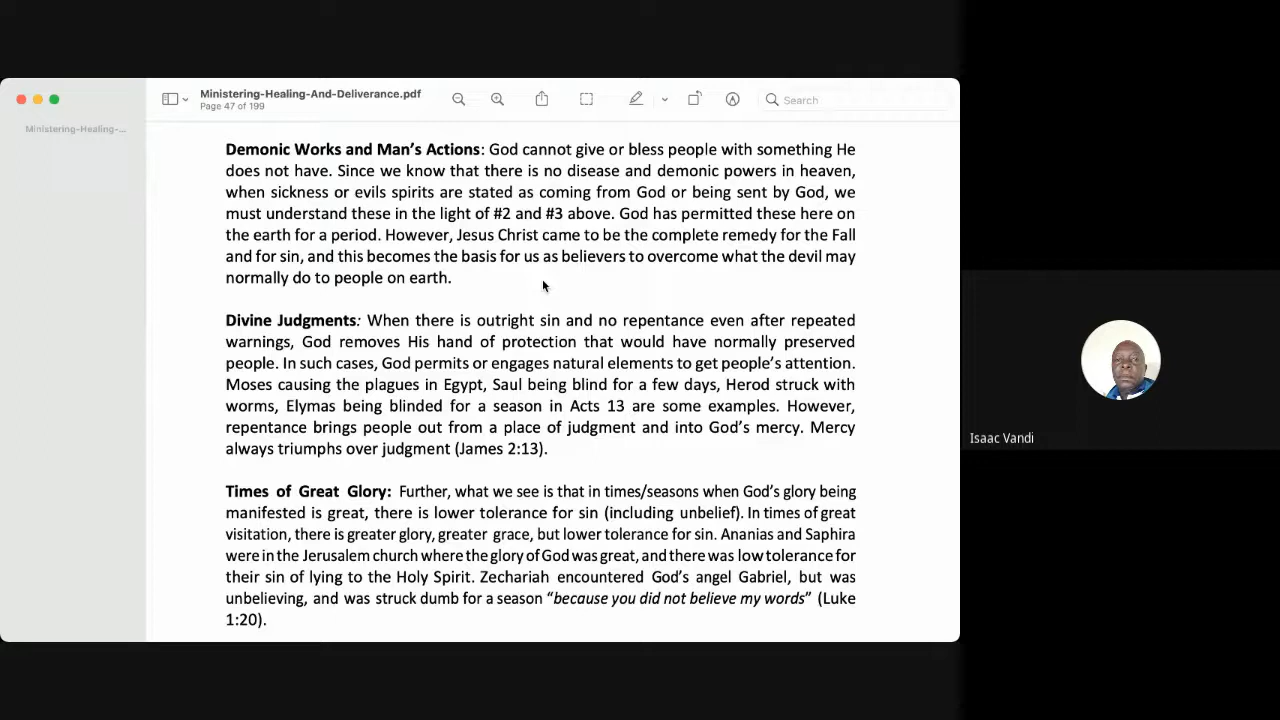 Ministering-Healing-And-Deliverance.pdf
Page 47 of 199
Search
Ministering-Healing-...
Demonic Works and Man's Actions: God cannot give or bless people with something He
does not have. Since we know that there is no disease and demonic powers in heaven,
when sickness or evils spirits are stated as coming from God or being sent by God, we
must understand these in the light of #2 and #3 above. God has permitted these here on
the earth for a period. However, Jesus Christ came to be the complete remedy for the Fall
and for sin, and this becomes the basis for us as believers to overcome what the devil may
normally do to people on earth.
Divine Judgments: When there is outright sin and no repentance even after repeated
warnings, God removes His hand of protection that would have normally preserved
people. In such cases, God permits or engages natural elements to get people's attention.
Moses causing the plagues in Egypt, Saul being blind for a few days, Herod struck with
worms, Elymas being blinded for a season in Acts 13 are some examples. However,
repentance brings people out from a place of judgment and into God's mercy. Mercy
always triumphs over judgment (James 2:13).
Times of Great Glory: Further, what we see is that in times/seasons when God's glory being
manifested is great, there is lower tolerance for sin (including unbelief). In times of great
visitation, there is greater glory, greater grace, but lower tolerance for sin. Ananias and Saphira
were in the Jerusalem church where the glory of God was great, and there was low tolerance for
their sin of lying to the Holy Spirit. Zechariah encountered God's angel Gabriel, but was
unbelieving, and was struck dumb for a season "because you did not believe my words" (Luke
1:20).
Isaac Vandi